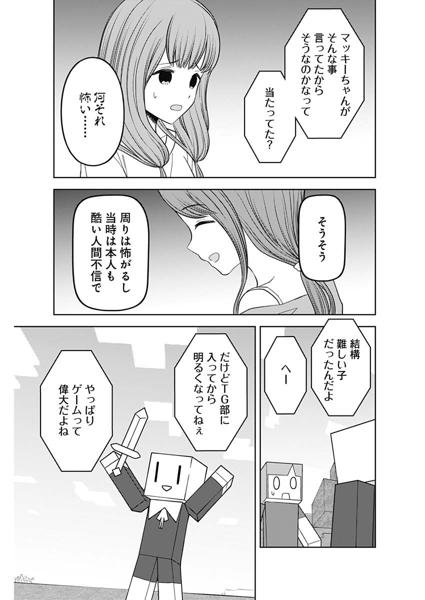 マッキーちゃんが
そんな事
言ってたから
そうなのかなって
当たってた？
何それ
怖い……
そうそう
周りは怖がるし
当時は本人も
酷い人間不信で
結構
難しい子
だったんだよ
へー
だけどTG部に
入ってから
明るくなってねぇ
やっぱり
ゲームって
偉大だよね